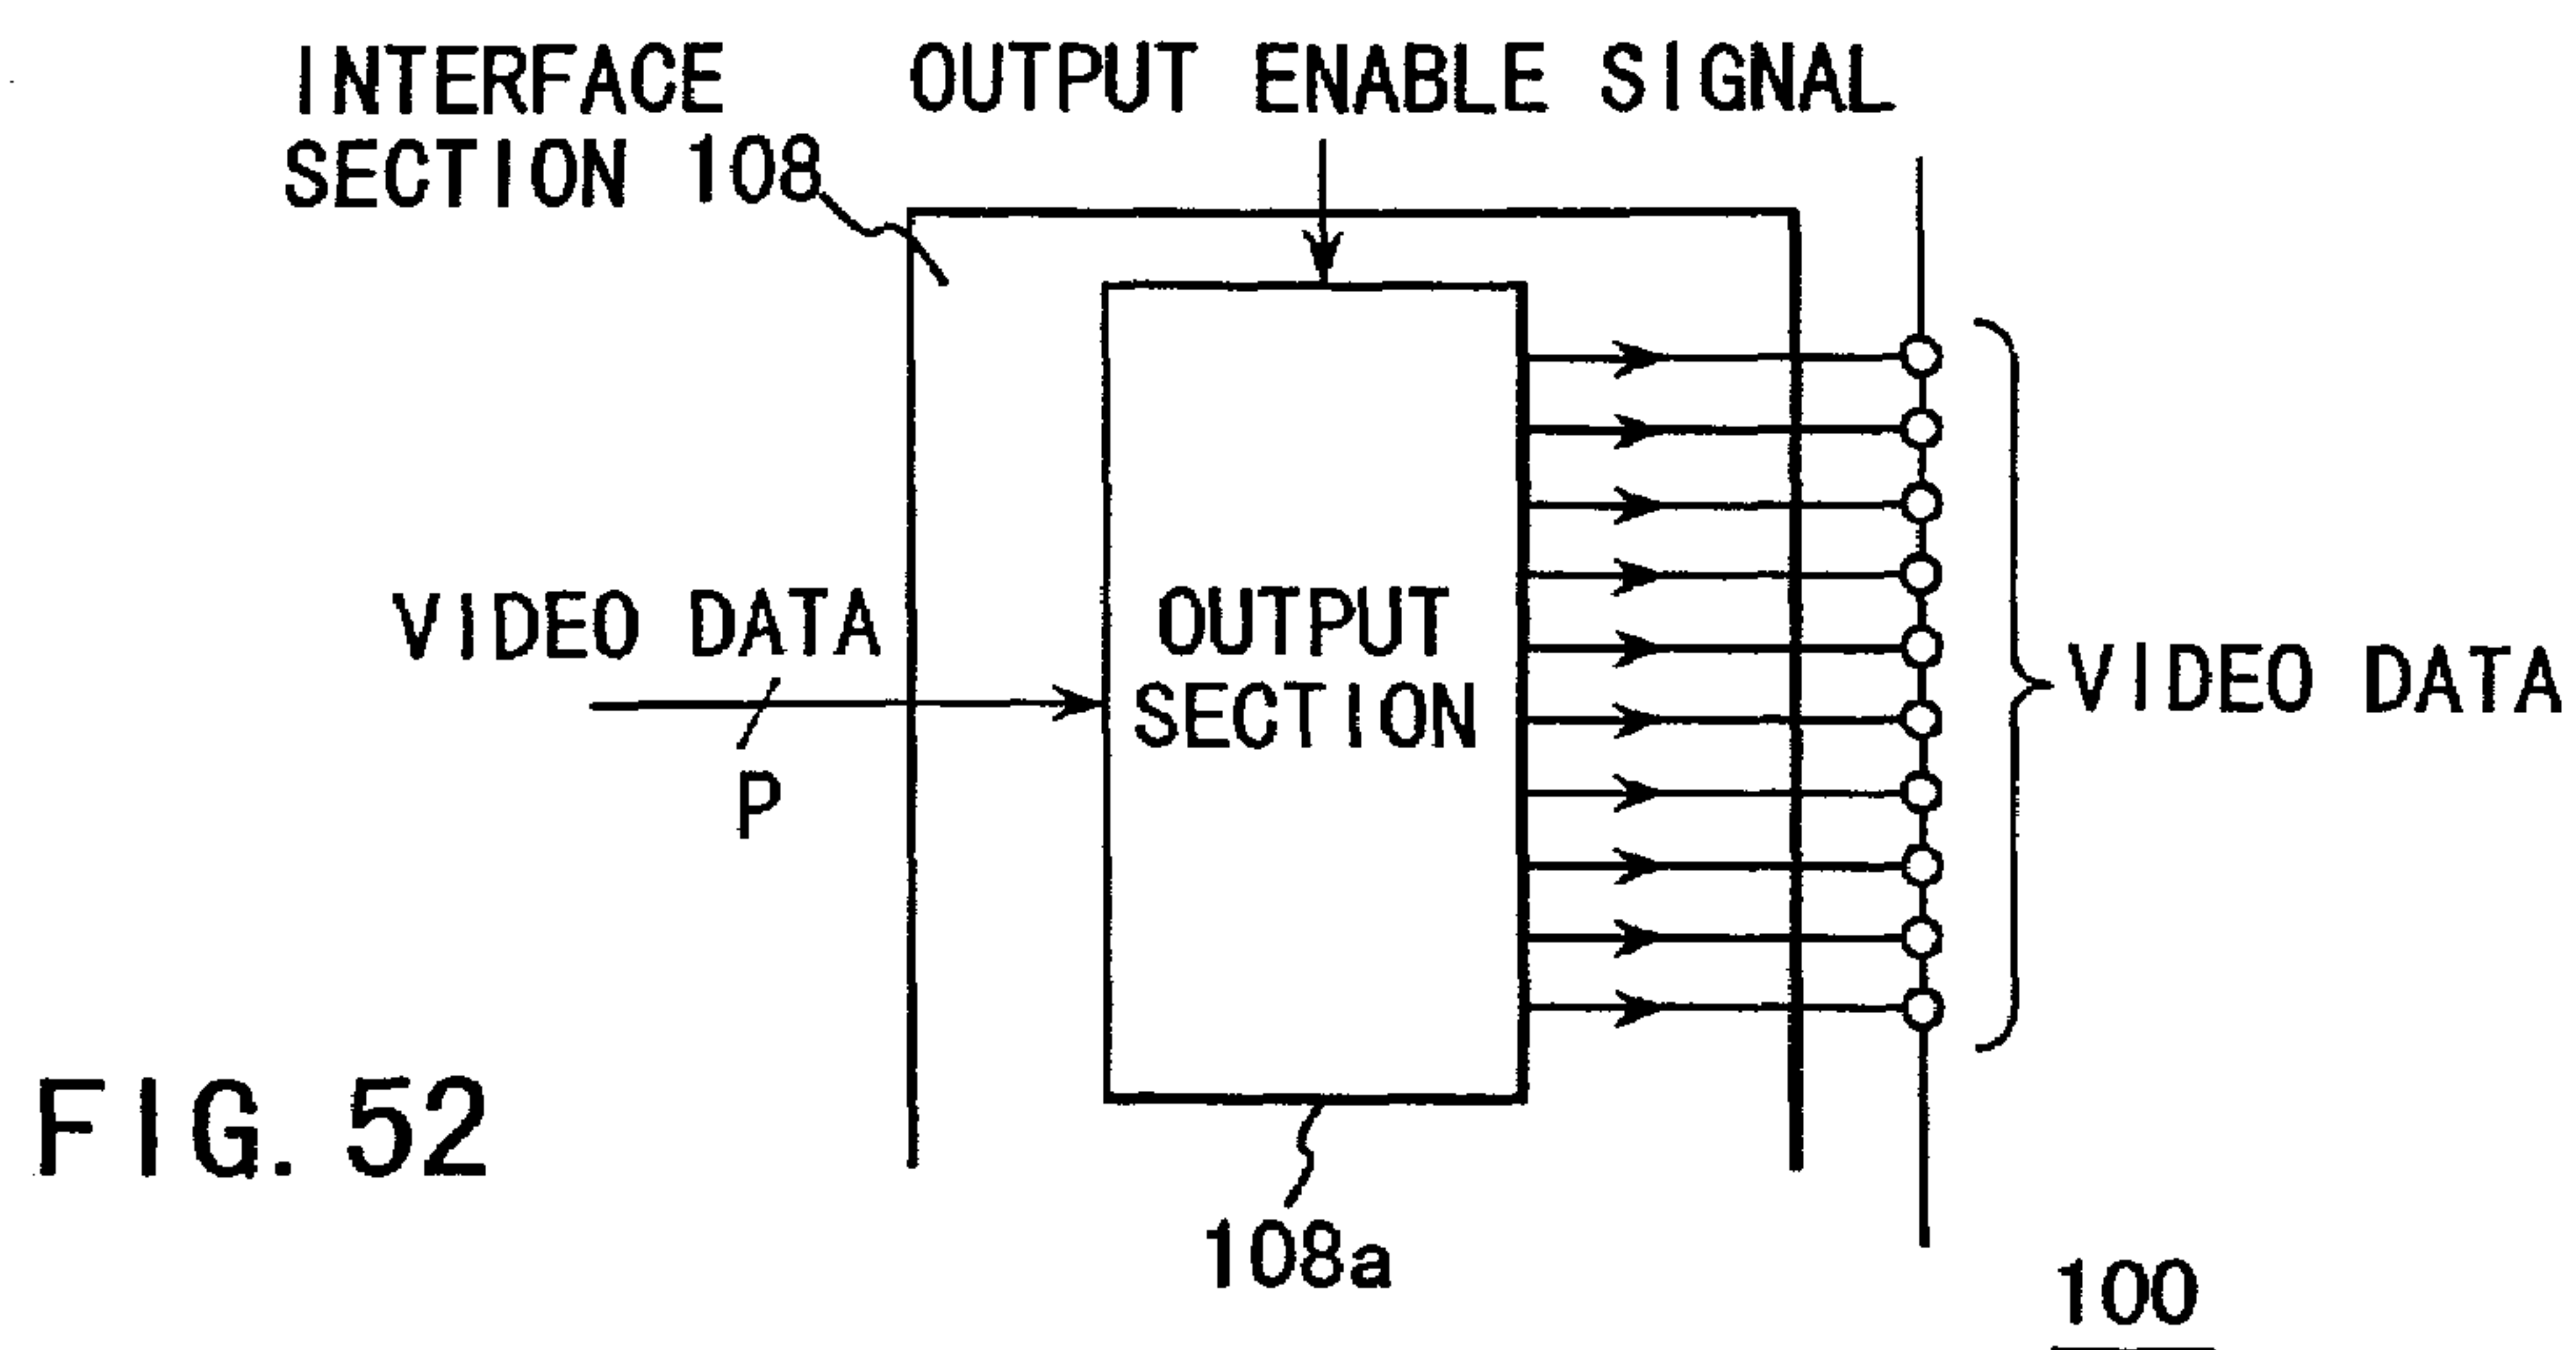 INTERFACE
SECTION 108
OUTPUT ENABLE SIGNAL
VIDEO DATA
P
OUTPUT
SECTION
VIDEO DATA
108a
FIG. 52
100